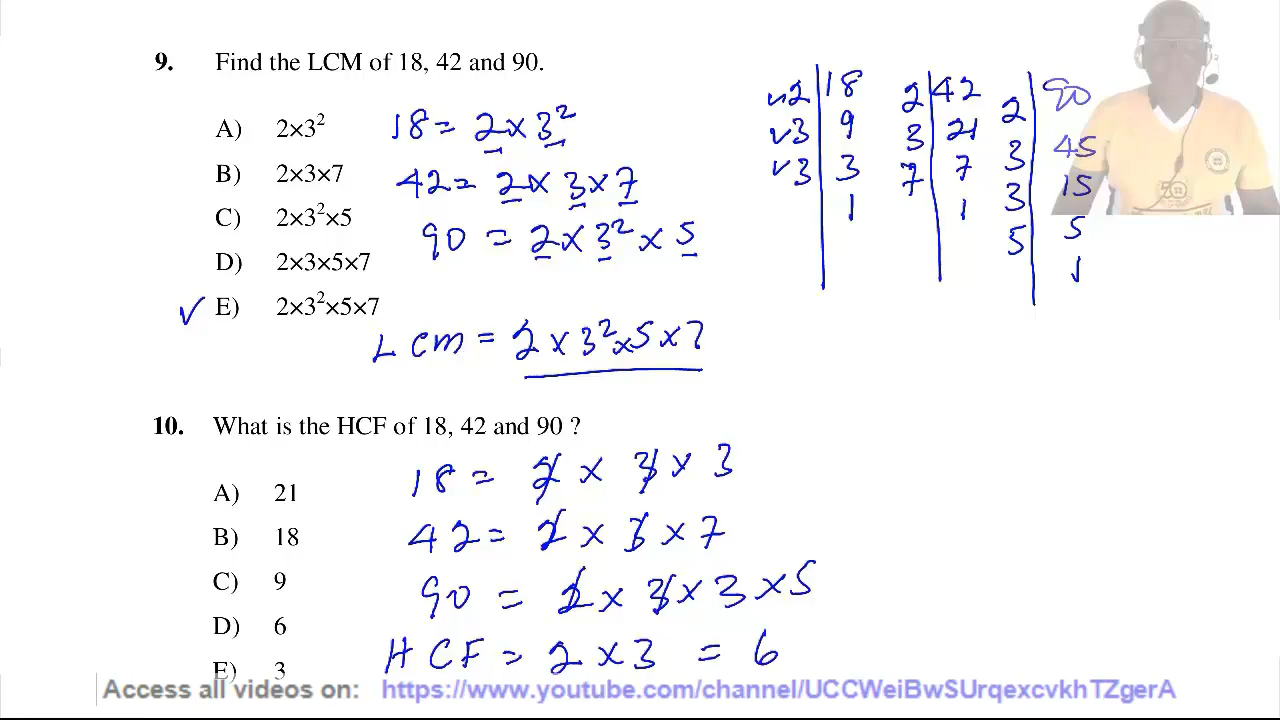 9. Find the LCM of 18, 42 and 90.
A) 2×3²
B) 2×3×7
C) 2×3²×5
D) 2×3×5×7
✓ E) 2×3²×5×7
18 = 2 × 3²
42 = 2 × 3 × 7
90 = 2 × 3² × 5
LCM = 2 × 3² × 5 × 7
✓2 | 18
✓3 | 9
✓3 | 3
1
2 | 42
3 | 21
7 | 7
1
2 | 90
3 | 45
3 | 15
5 | 5
1
10. What is the HCF of 18, 42 and 90 ?
A) 21
B) 18
C) 9
D) 6
E) 3
18 = 2 × 3 × 3
42 = 2 × 3 × 7
90 = 2 × 3 × 3 × 5
HCF = 2 × 3 = 6
Access all videos on: https://www.youtube.com/channel/UCCWeiBwSUrqexcvkhTZgerA